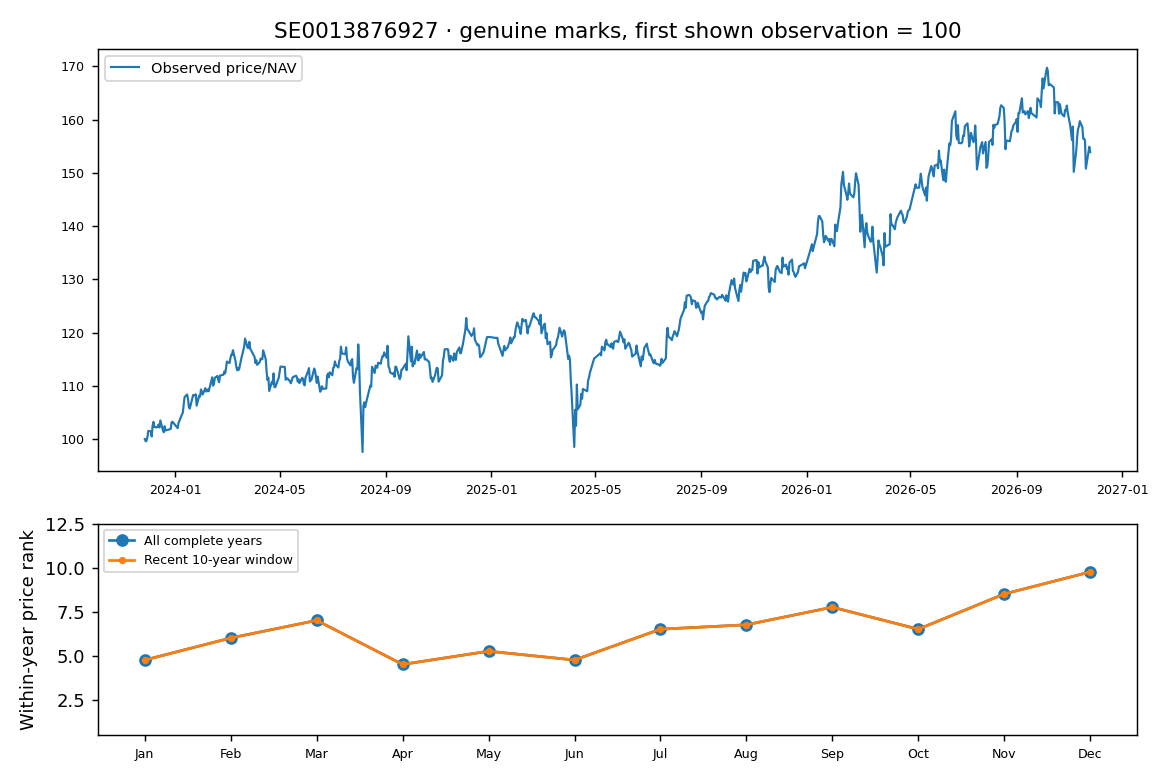 SE0013876927 · genuine marks, first shown observation = 100
Observed price/NAV
170
160
150
140
130
120
110
100
2024-01 2024-05 2024-09 2025-01 2025-05 2025-09 2026-01 2026-05 2026-09 2027-01
Within-year price rank
All complete years
Recent 10-year window
12.5
10.0
7.5
5.0
2.5
Jan Feb Mar Apr May Jun Jul Aug Sep Oct Nov Dec